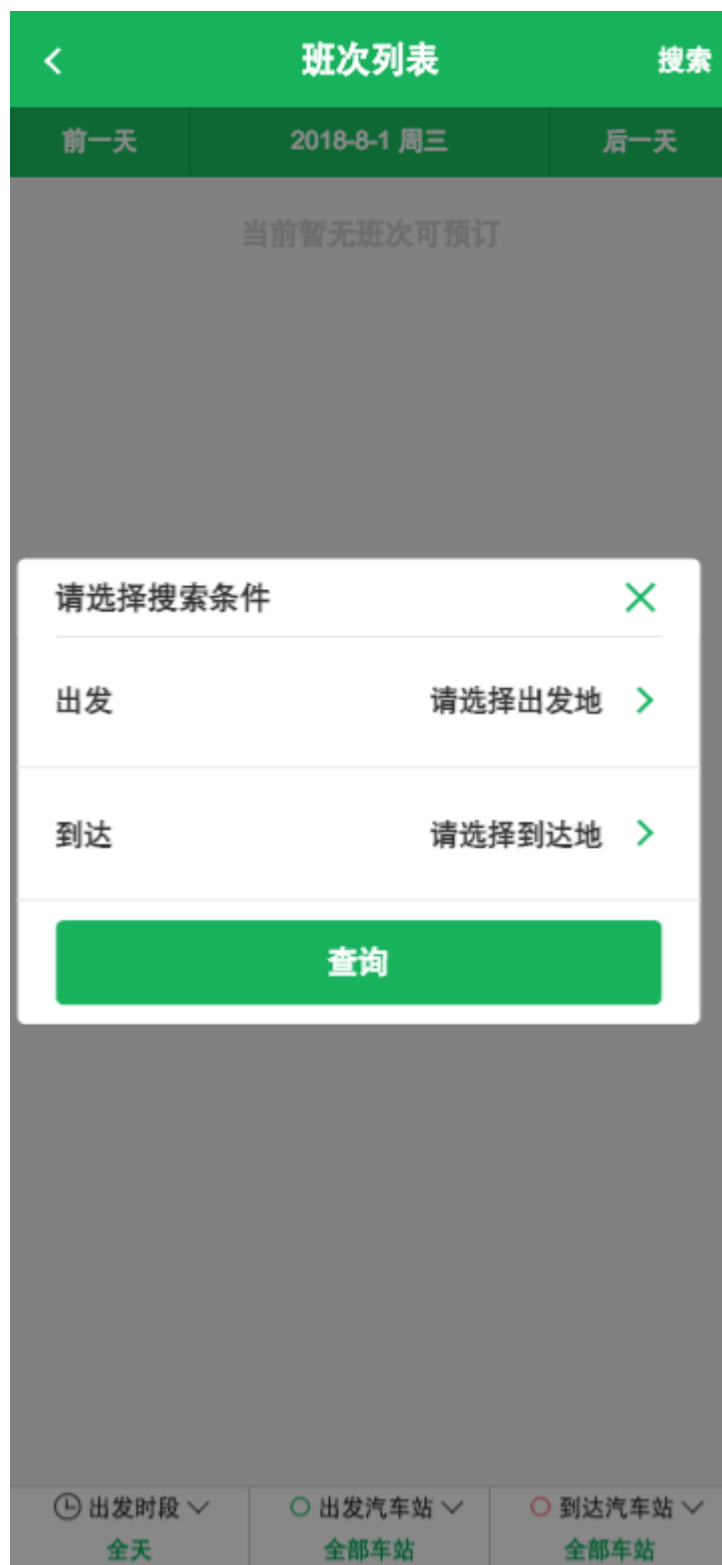 班次列表 搜索
前一天 2018-8-1 周三 后一天
当前暂无班次可预订
请选择搜索条件
出发 请选择出发地
到达 请选择到达地
查询
出发时段 出发汽车站 到达汽车站
全天 全部车站 全部车站